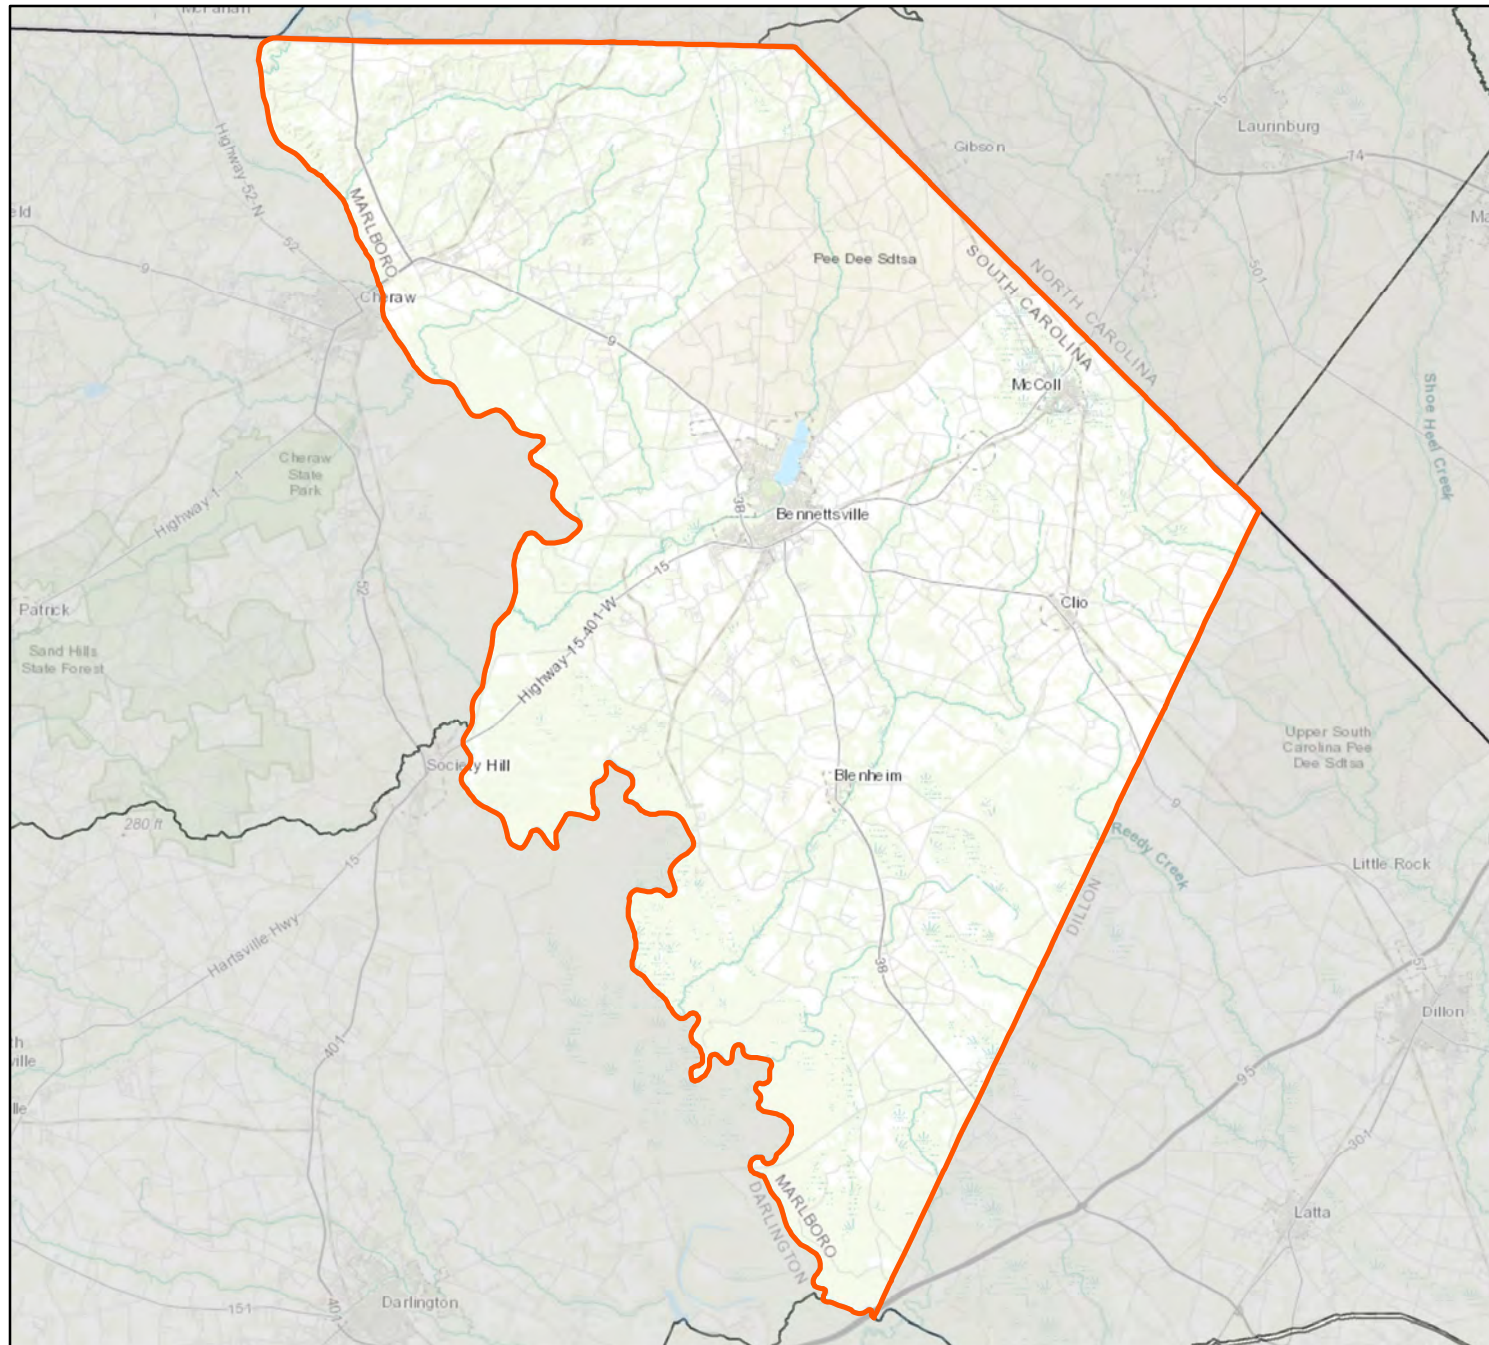 Highway-52-N
52
Gibson
15
Laurinburg
74
9
MARLBORO
Cheraw
Pee Dee Sdtsa
SOUTH CAROLINA
NORTH CAROLINA
501
9
McColl
Shoe Heel Creek
Cheraw
State
Park
Highway 1
1
38
Bennettsville
52
15
Highway-15-401-W
Patrick
Clio
Sand Hills
State Forest
Society Hill
Blenheim
Upper South
Carolina Pee
Dee Sdtsa
280 ft
15
9
Reedy Creek
Little Rock
Hartsville Hwy
DILLON
38
57
Dillon
401
95
301
MARLBORO
DARLINGTON
Latta
151
401
Darlington